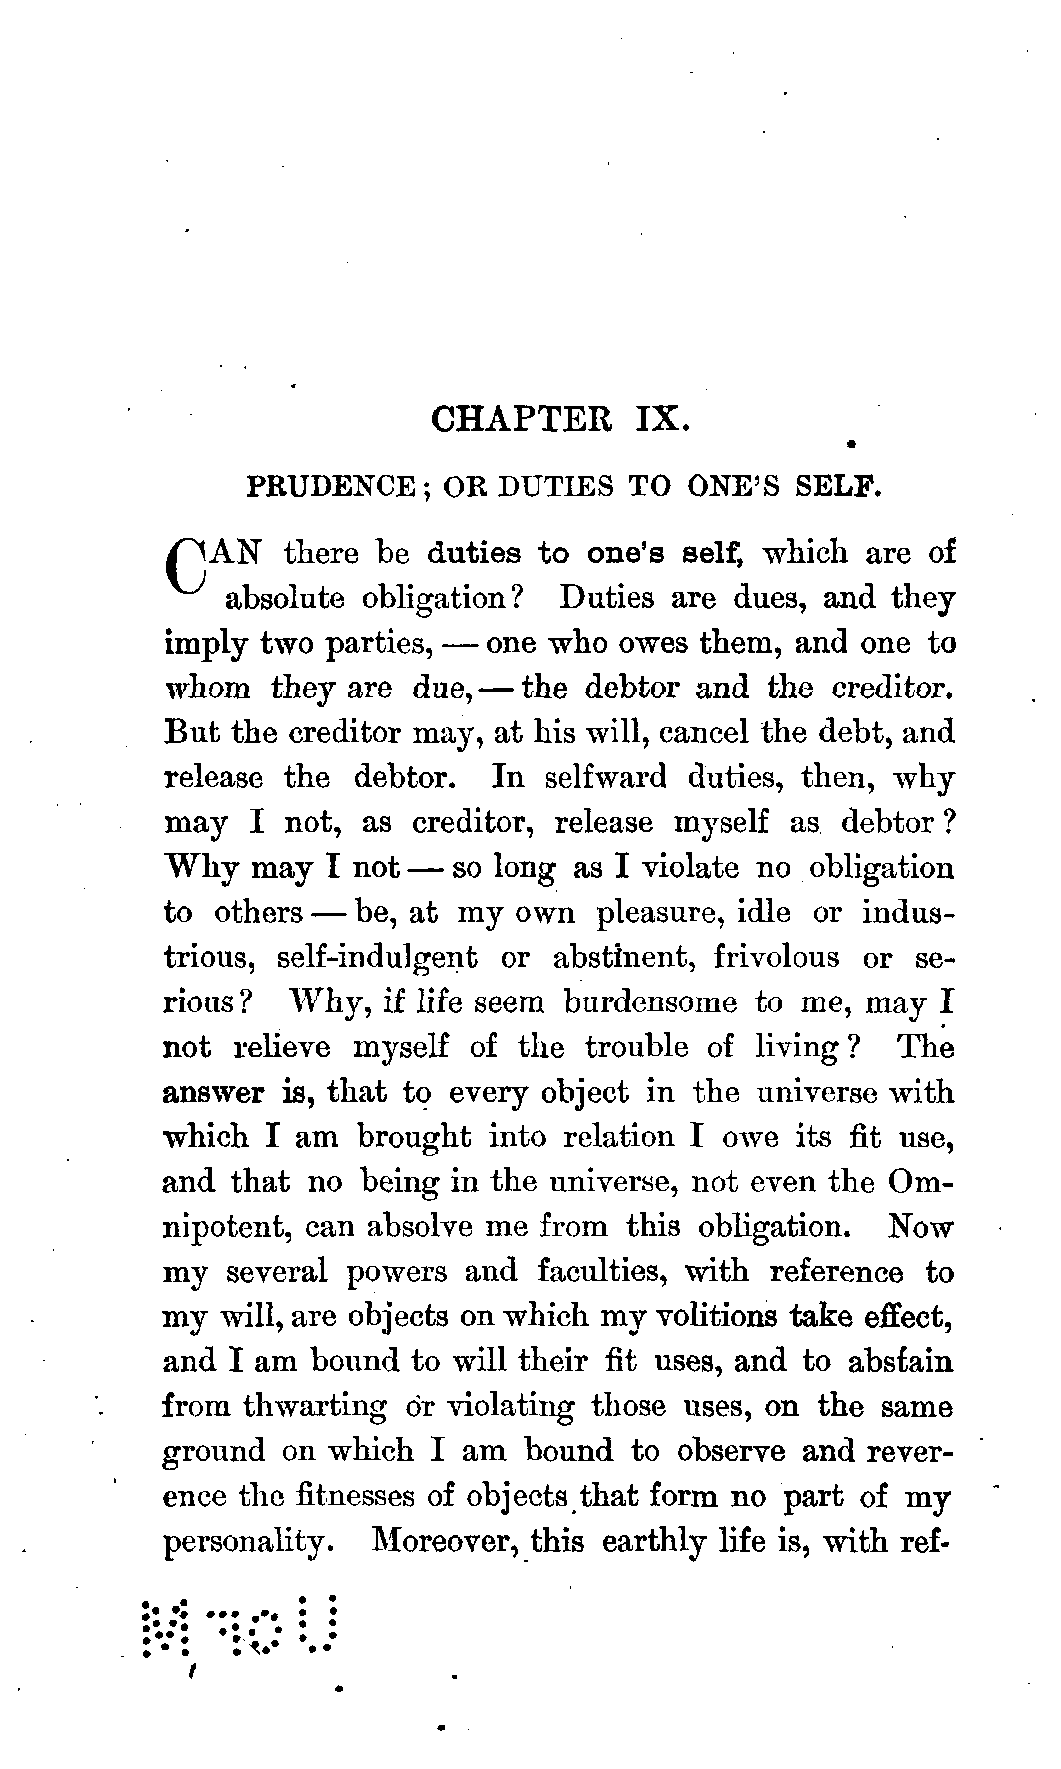 CHAPTER IX.
PRUDENCE; OR DUTIES TO ONE'S SELF.
CAN there be duties to one's self, which are of
absolute obligation? Duties are dues, and they
imply two parties, — one who owes them, and one to
whom they are due, — the debtor and the creditor.
But the creditor may, at his will, cancel the debt, and
release the debtor. In selfward duties, then, why
may I not, as creditor, release myself as debtor?
Why may I not — so long as I violate no obligation
to others — be, at my own pleasure, idle or indus-
trious, self-indulgent or abstinent, frivolous or se-
rious? Why, if life seem burdensome to me, may I
not relieve myself of the trouble of living? The
answer is, that to every object in the universe with
which I am brought into relation I owe its fit use,
and that no being in the universe, not even the Om-
nipotent, can absolve me from this obligation. Now
my several powers and faculties, with reference to
my will, are objects on which my volitions take effect,
and I am bound to will their fit uses, and to abstain
from thwarting or violating those uses, on the same
ground on which I am bound to observe and rever-
ence the fitnesses of objects that form no part of my
personality. Moreover, this earthly life is, with ref-